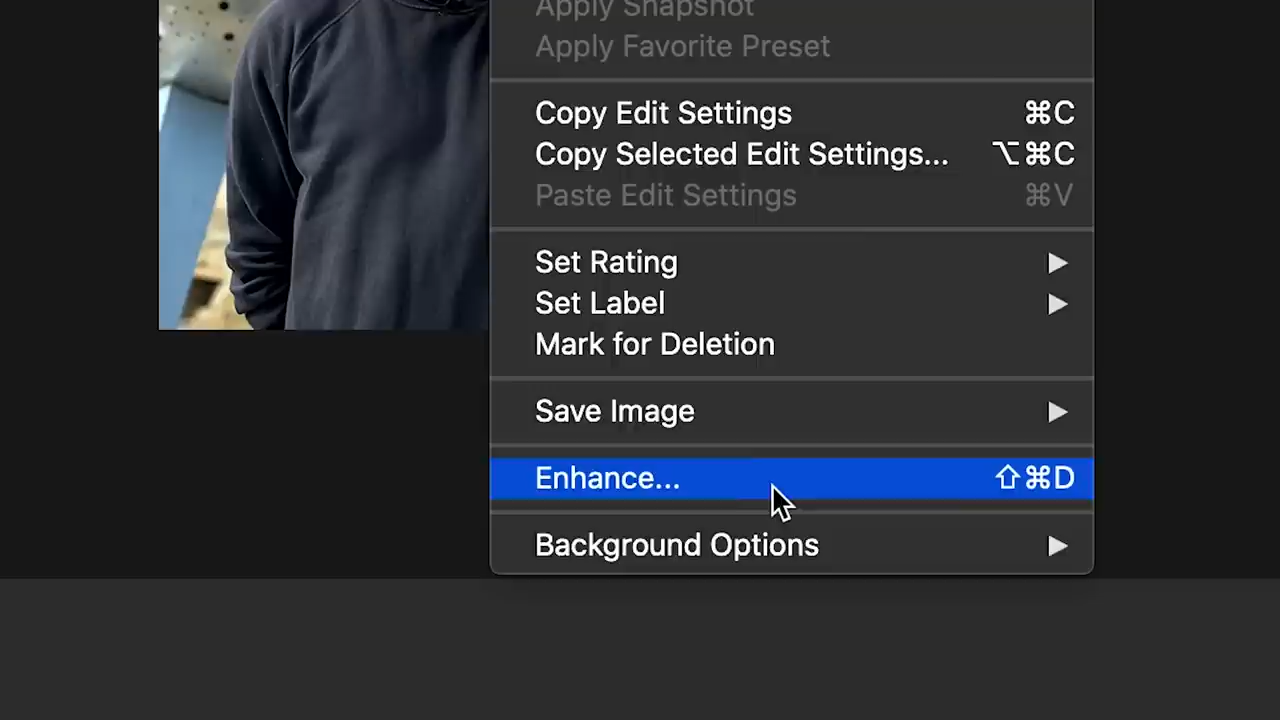 Apply Snapshot
Apply Favorite Preset
Copy Edit Settings ⌘C
Copy Selected Edit Settings... ⌥⌘C
Paste Edit Settings ⌘V
Set Rating ▶
Set Label ▶
Mark for Deletion
Save Image ▶
Enhance... ⇧⌘D
Background Options ▶